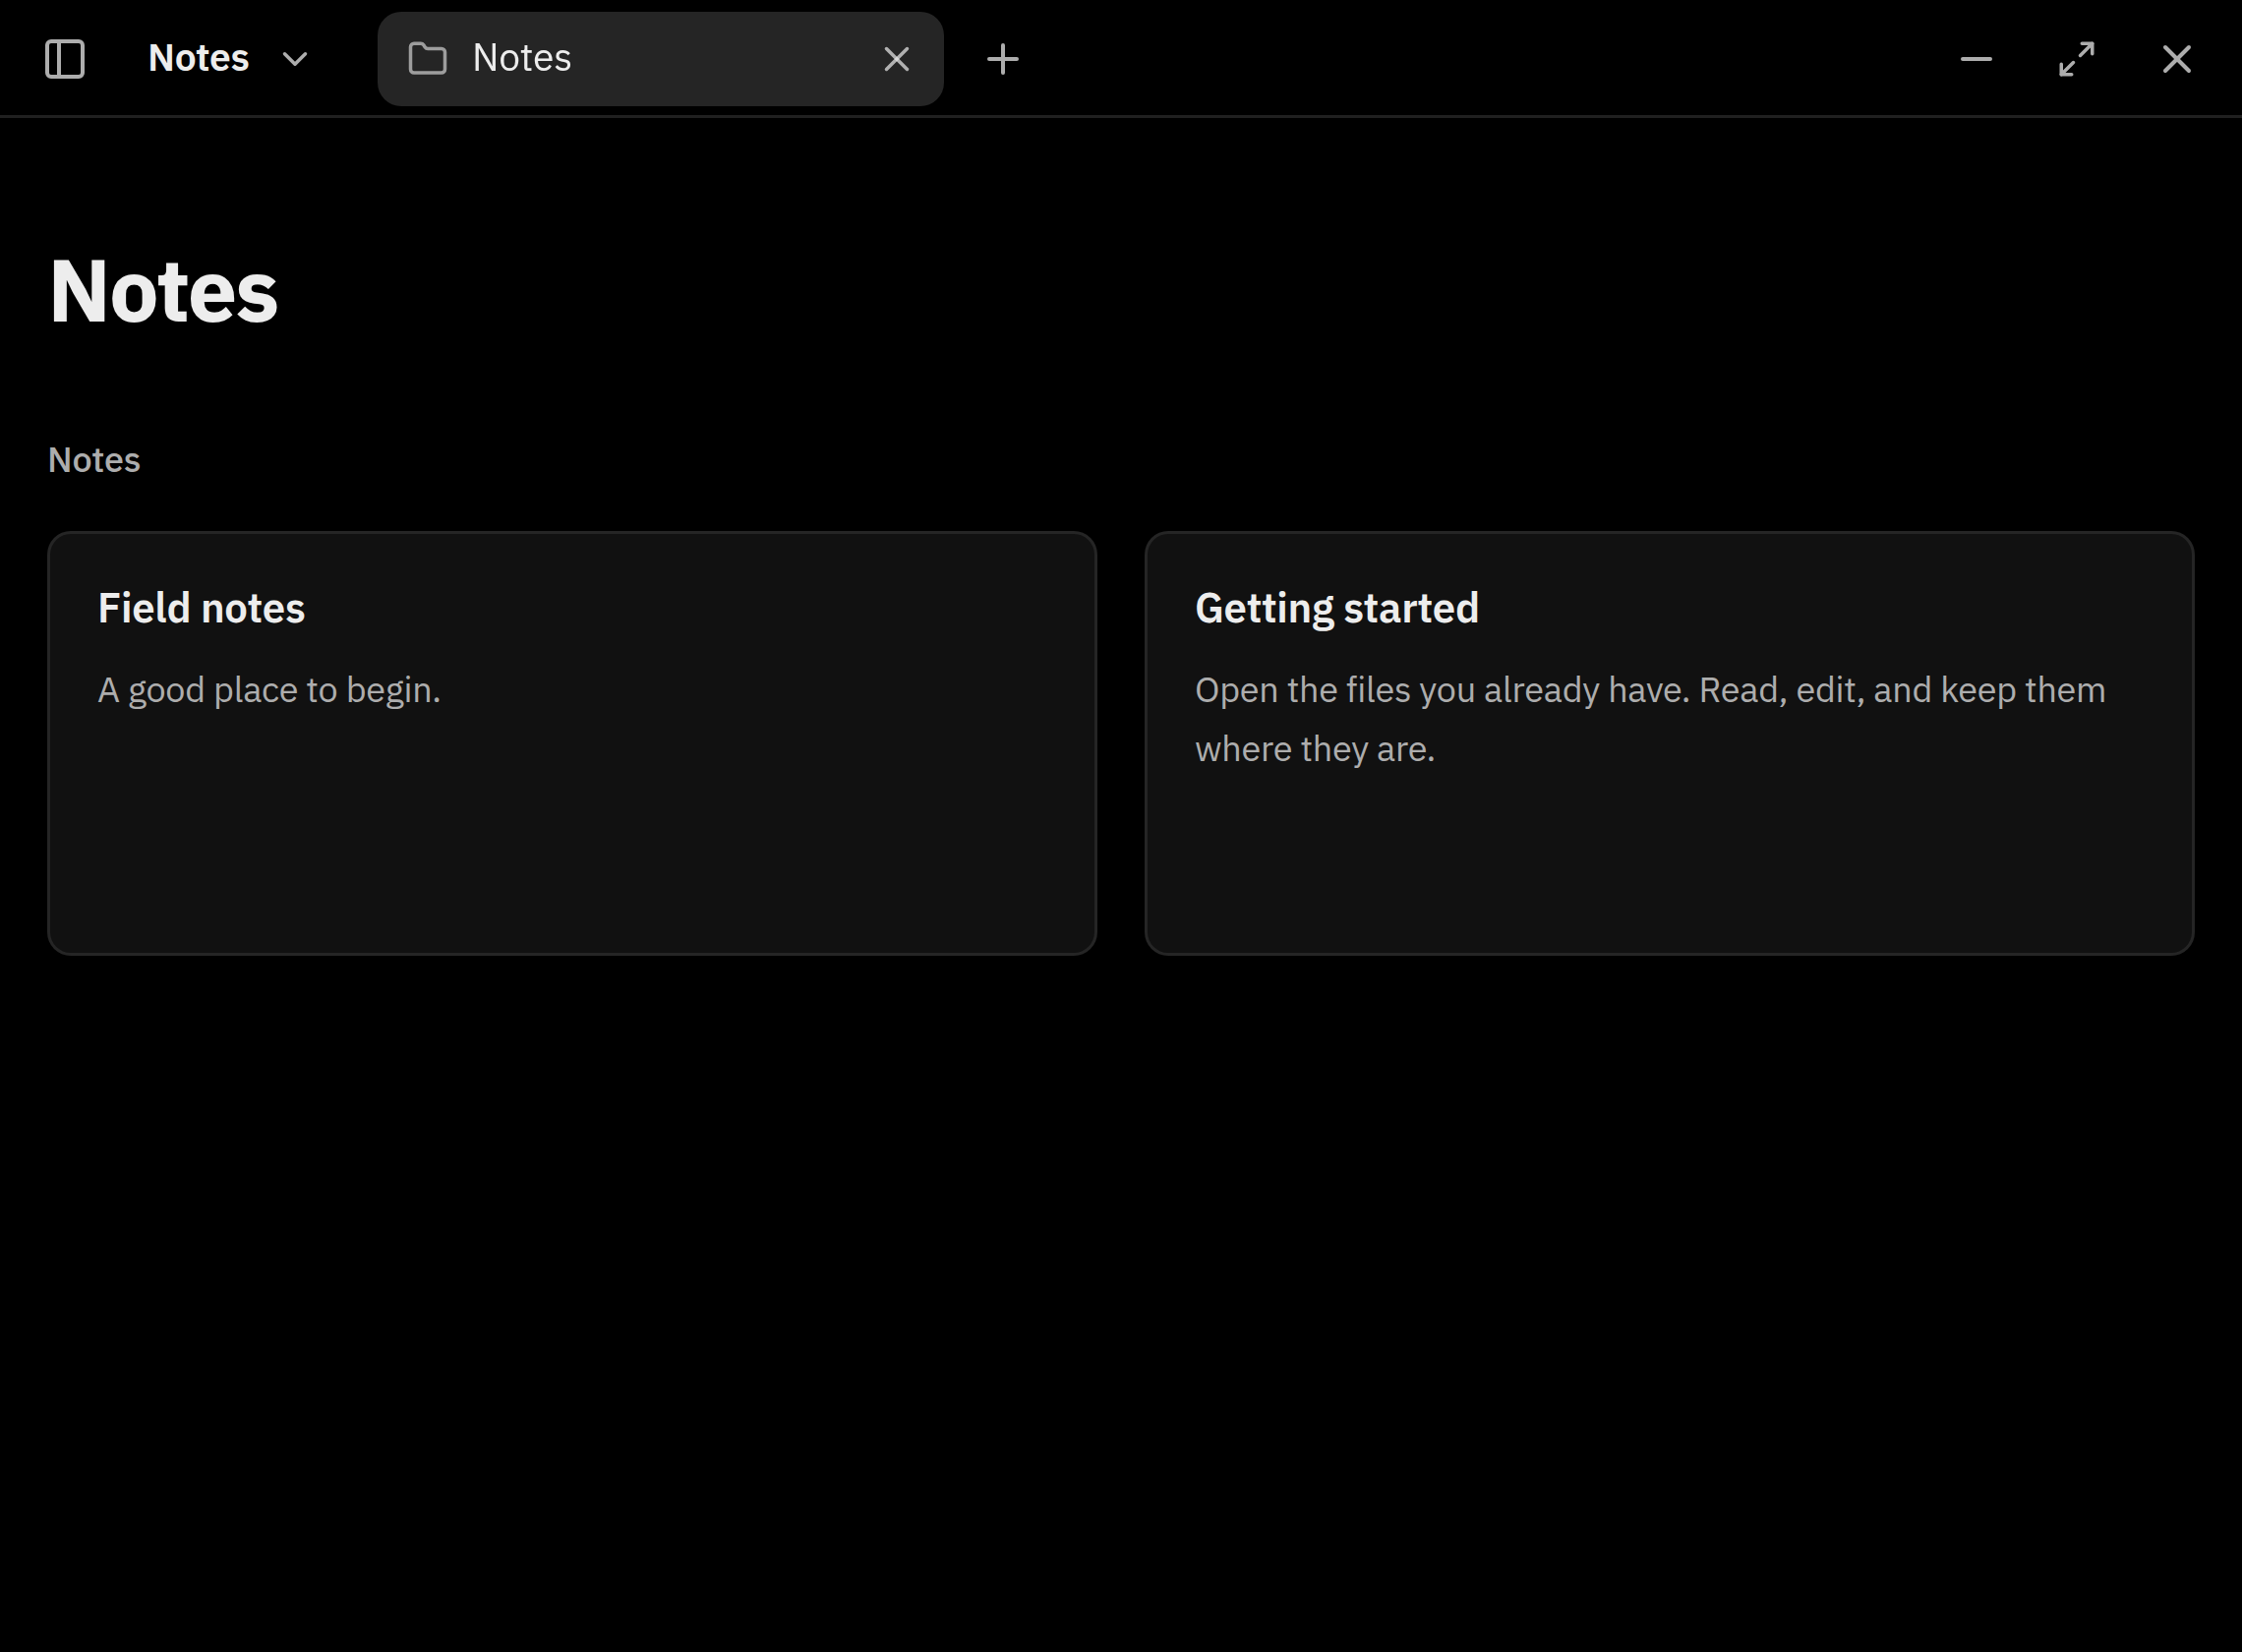 Notes
Notes
Notes
Notes
Field notes
A good place to begin.
Getting started
Open the files you already have. Read, edit, and keep them
where they are.